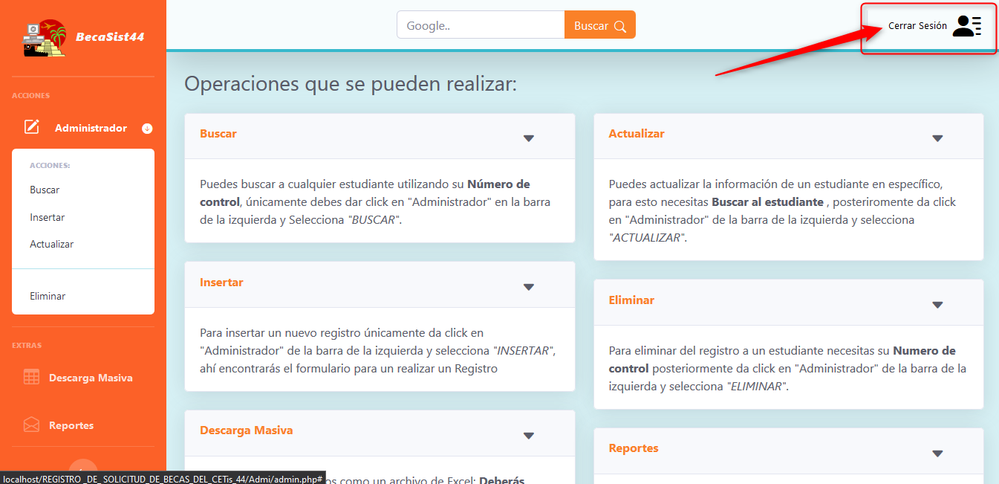 BecaSist44
ACCIONES
Administrador
ACCIONES:
Buscar
Insertar
Actualizar
Eliminar
EXTRAS
Descarga Masiva
Reportes
Google..
Buscar
Cerrar Sesión
Operaciones que se pueden realizar:
Buscar
Puedes buscar a cualquier estudiante utilizando su Número de
control, únicamente debes dar click en "Administrador" en la barra
de la izquierda y Selecciona "BUSCAR".
Actualizar
Puedes actualizar la información de un estudiante en específico,
para esto necesitas Buscar al estudiante , posteriromente da click
en "Administrador" de la barra de la izquierda y selecciona
"ACTUALIZAR".
Insertar
Para insertar un nuevo registro únicamente da click en
"Administrador" de la barra de la izquierda y selecciona "INSERTAR",
ahí encontrarás el formulario para un realizar un Registro
Eliminar
Para eliminar del registro a un estudiante necesitas su Numero de
control posteriormente da click en "Administrador" de la barra de la
izquierda y selecciona "ELIMINAR".
Descarga Masiva
como un archivo de Excel: Deberás
Reportes
localhost/REGISTRO_DE_SOLICITUD_DE_BECAS_DEL_CETis_44/Admi/admin.php#